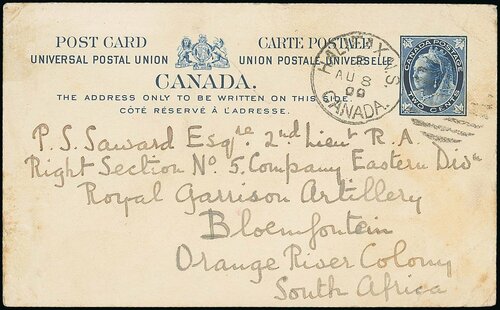 POST CARD CARTE POSTALE
UNIVERSAL POSTAL UNION UNION POSTALE UNIVERSELLE
CANADA.
THE ADDRESS ONLY TO BE WRITTEN ON THIS SIDE.
CÔTÉ RÉSERVÉ À L'ADRESSE.
HALIFAX. N.S.
AU 8
CANADA.
CANADA POSTAGE
TWO CENTS
P. S. Saward Esqre 2nd Lieut R.A.
Right Section No 5. Company Eastern Divn
Royal Garrison Artillery
Bloemfontein
Orange River Colony
South Africa